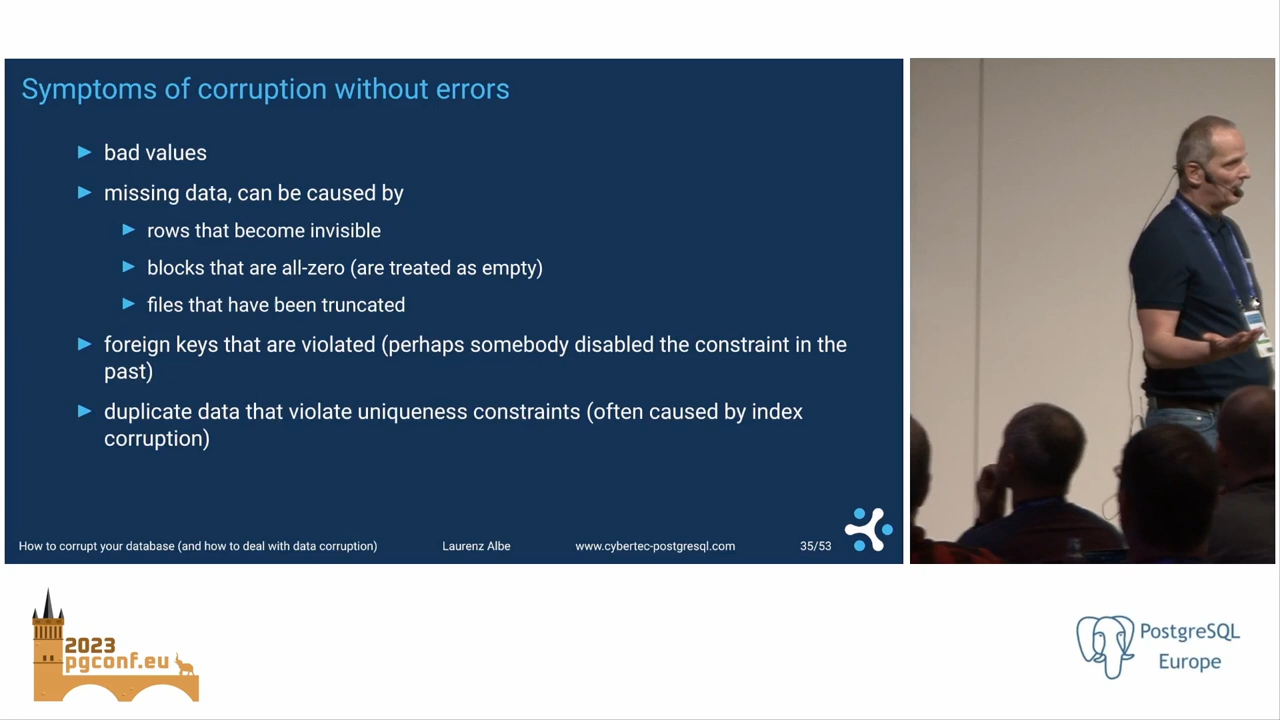 Symptoms of corruption without errors
bad values
missing data, can be caused by
rows that become invisible
blocks that are all-zero (are treated as empty)
files that have been truncated
foreign keys that are violated (perhaps somebody disabled the constraint in the
past)
duplicate data that violate uniqueness constraints (often caused by index
corruption)
How to corrupt your database (and how to deal with data corruption)
Laurenz Albe
www.cybertec-postgresql.com
35/53
2023
pgconf.eu
PostgreSQL
Europe